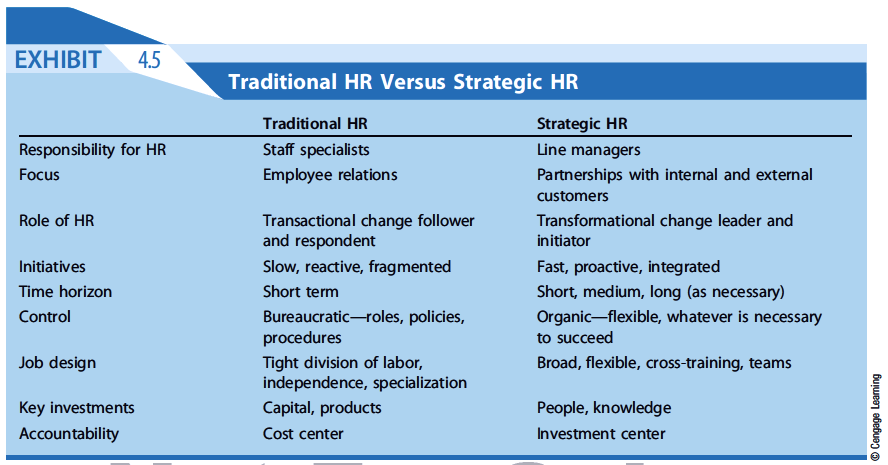 EXHIBIT 4.5
Traditional HR Versus Strategic HR
Traditional HR Strategic HR
Responsibility for HR Staff specialists Line managers
Focus Employee relations Partnerships with internal and external
customers
Role of HR Transactional change follower Transformational change leader and
and respondent initiator
Initiatives Slow, reactive, fragmented Fast, proactive, integrated
Time horizon Short term Short, medium, long (as necessary)
Control Bureaucratic—roles, policies, Organic—flexible, whatever is necessary
procedures to succeed
Job design Tight division of labor, Broad, flexible, cross-training, teams
independence, specialization
Key investments Capital, products People, knowledge
Accountability Cost center Investment center
© Cengage Learning